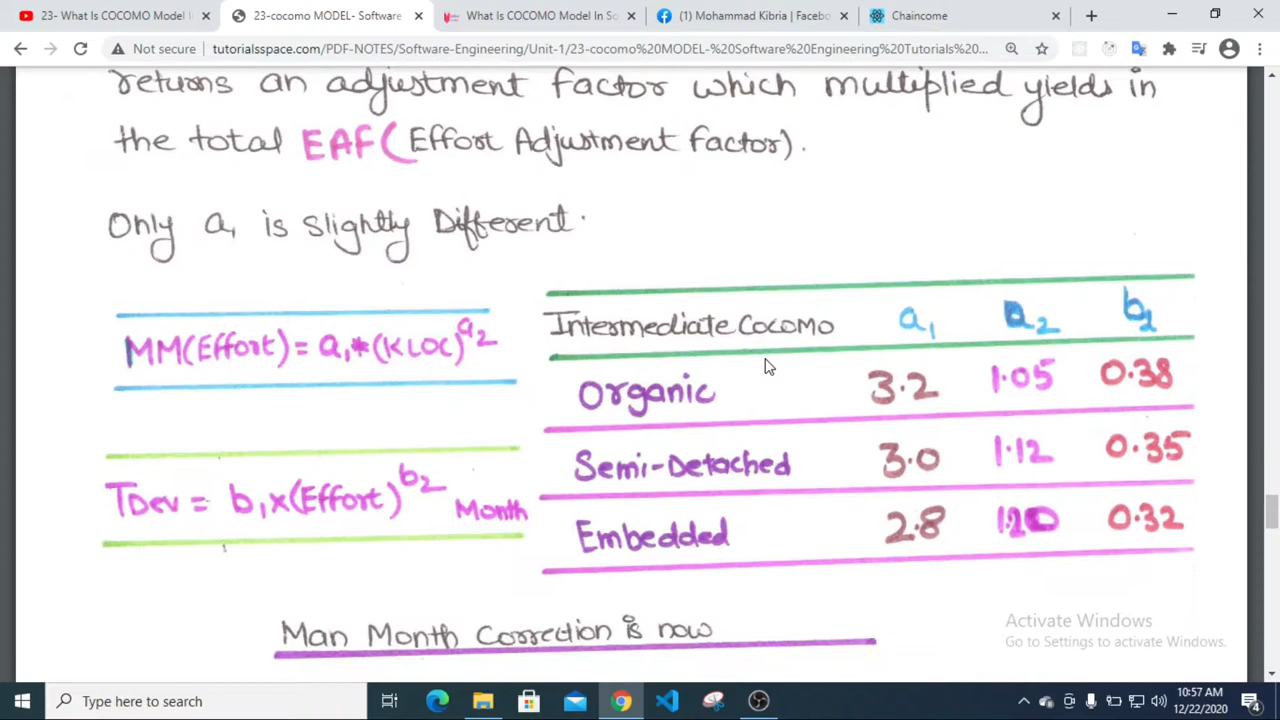 23- What Is COCOMO Model I
23-cocomo MODEL- Software
What Is COCOMO Model In So
(1) Mohammad Kibria | Facebo
Chaincome
Not secure | tutorialsspace.com/PDF-NOTES/Software-Engineering/Unit-1/23-cocomo%20MODEL-%20Software%20Engineering%20Tutorials%20...
returns an adjustment factor which multiplied yields in
the total EAF (Effort Adjustment factor).
Only a1 is slightly Different.
MM(Effort) = a1*(KLOC)^a2
TDev = b1x(Effort)^b2 Month
Intermediate COCOMO a1 a2 b2
Organic 3.2 1.05 0.38
Semi-Detached 3.0 1.12 0.35
Embedded 2.8 1.20 0.32
Man Month Correction is now
Activate Windows
Go to Settings to activate Windows.
Type here to search
10:57 AM
12/22/2020
4